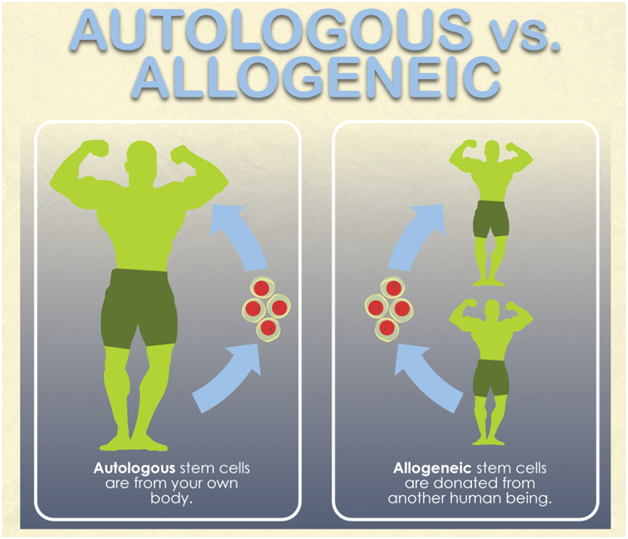 AUTOLOGOUS vs.
ALLOGENEIC
Autologous stem cells
are from your own
body.
Allogeneic stem cells
are donated from
another human being.